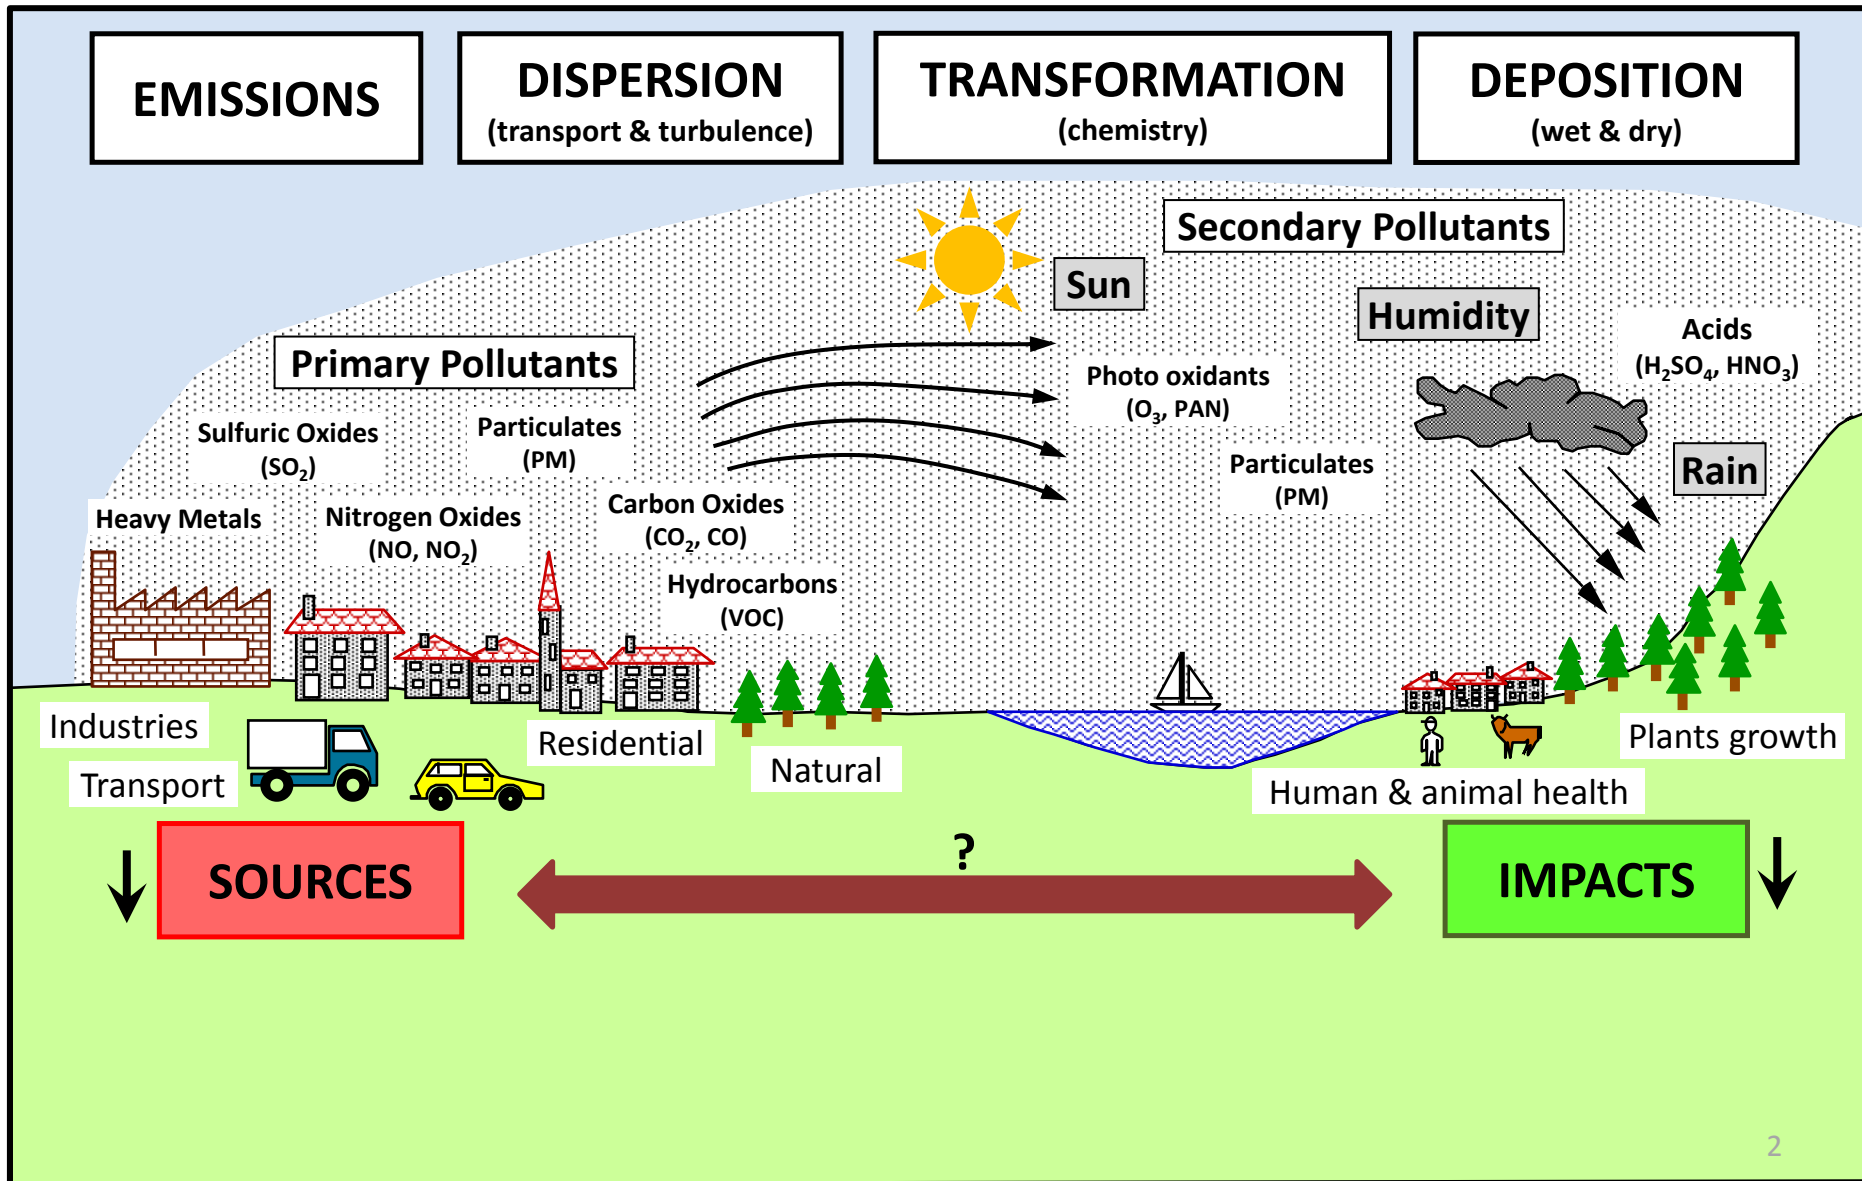 EMISSIONS
DISPERSION
(transport & turbulence)
TRANSFORMATION
(chemistry)
DEPOSITION
(wet & dry)
Secondary Pollutants
Sun
Humidity
Acids
(H₂SO₄, HNO₃)
Primary Pollutants
Photo oxidants
(O₃, PAN)
Sulfuric Oxides
(SO₂)
Particulates
(PM)
Particulates
(PM)
Rain
Heavy Metals
Nitrogen Oxides
(NO, NO₂)
Carbon Oxides
(CO₂, CO)
Hydrocarbons
(VOC)
Industries
Transport
Residential
Natural
Human & animal health
Plants growth
SOURCES
?
IMPACTS
2